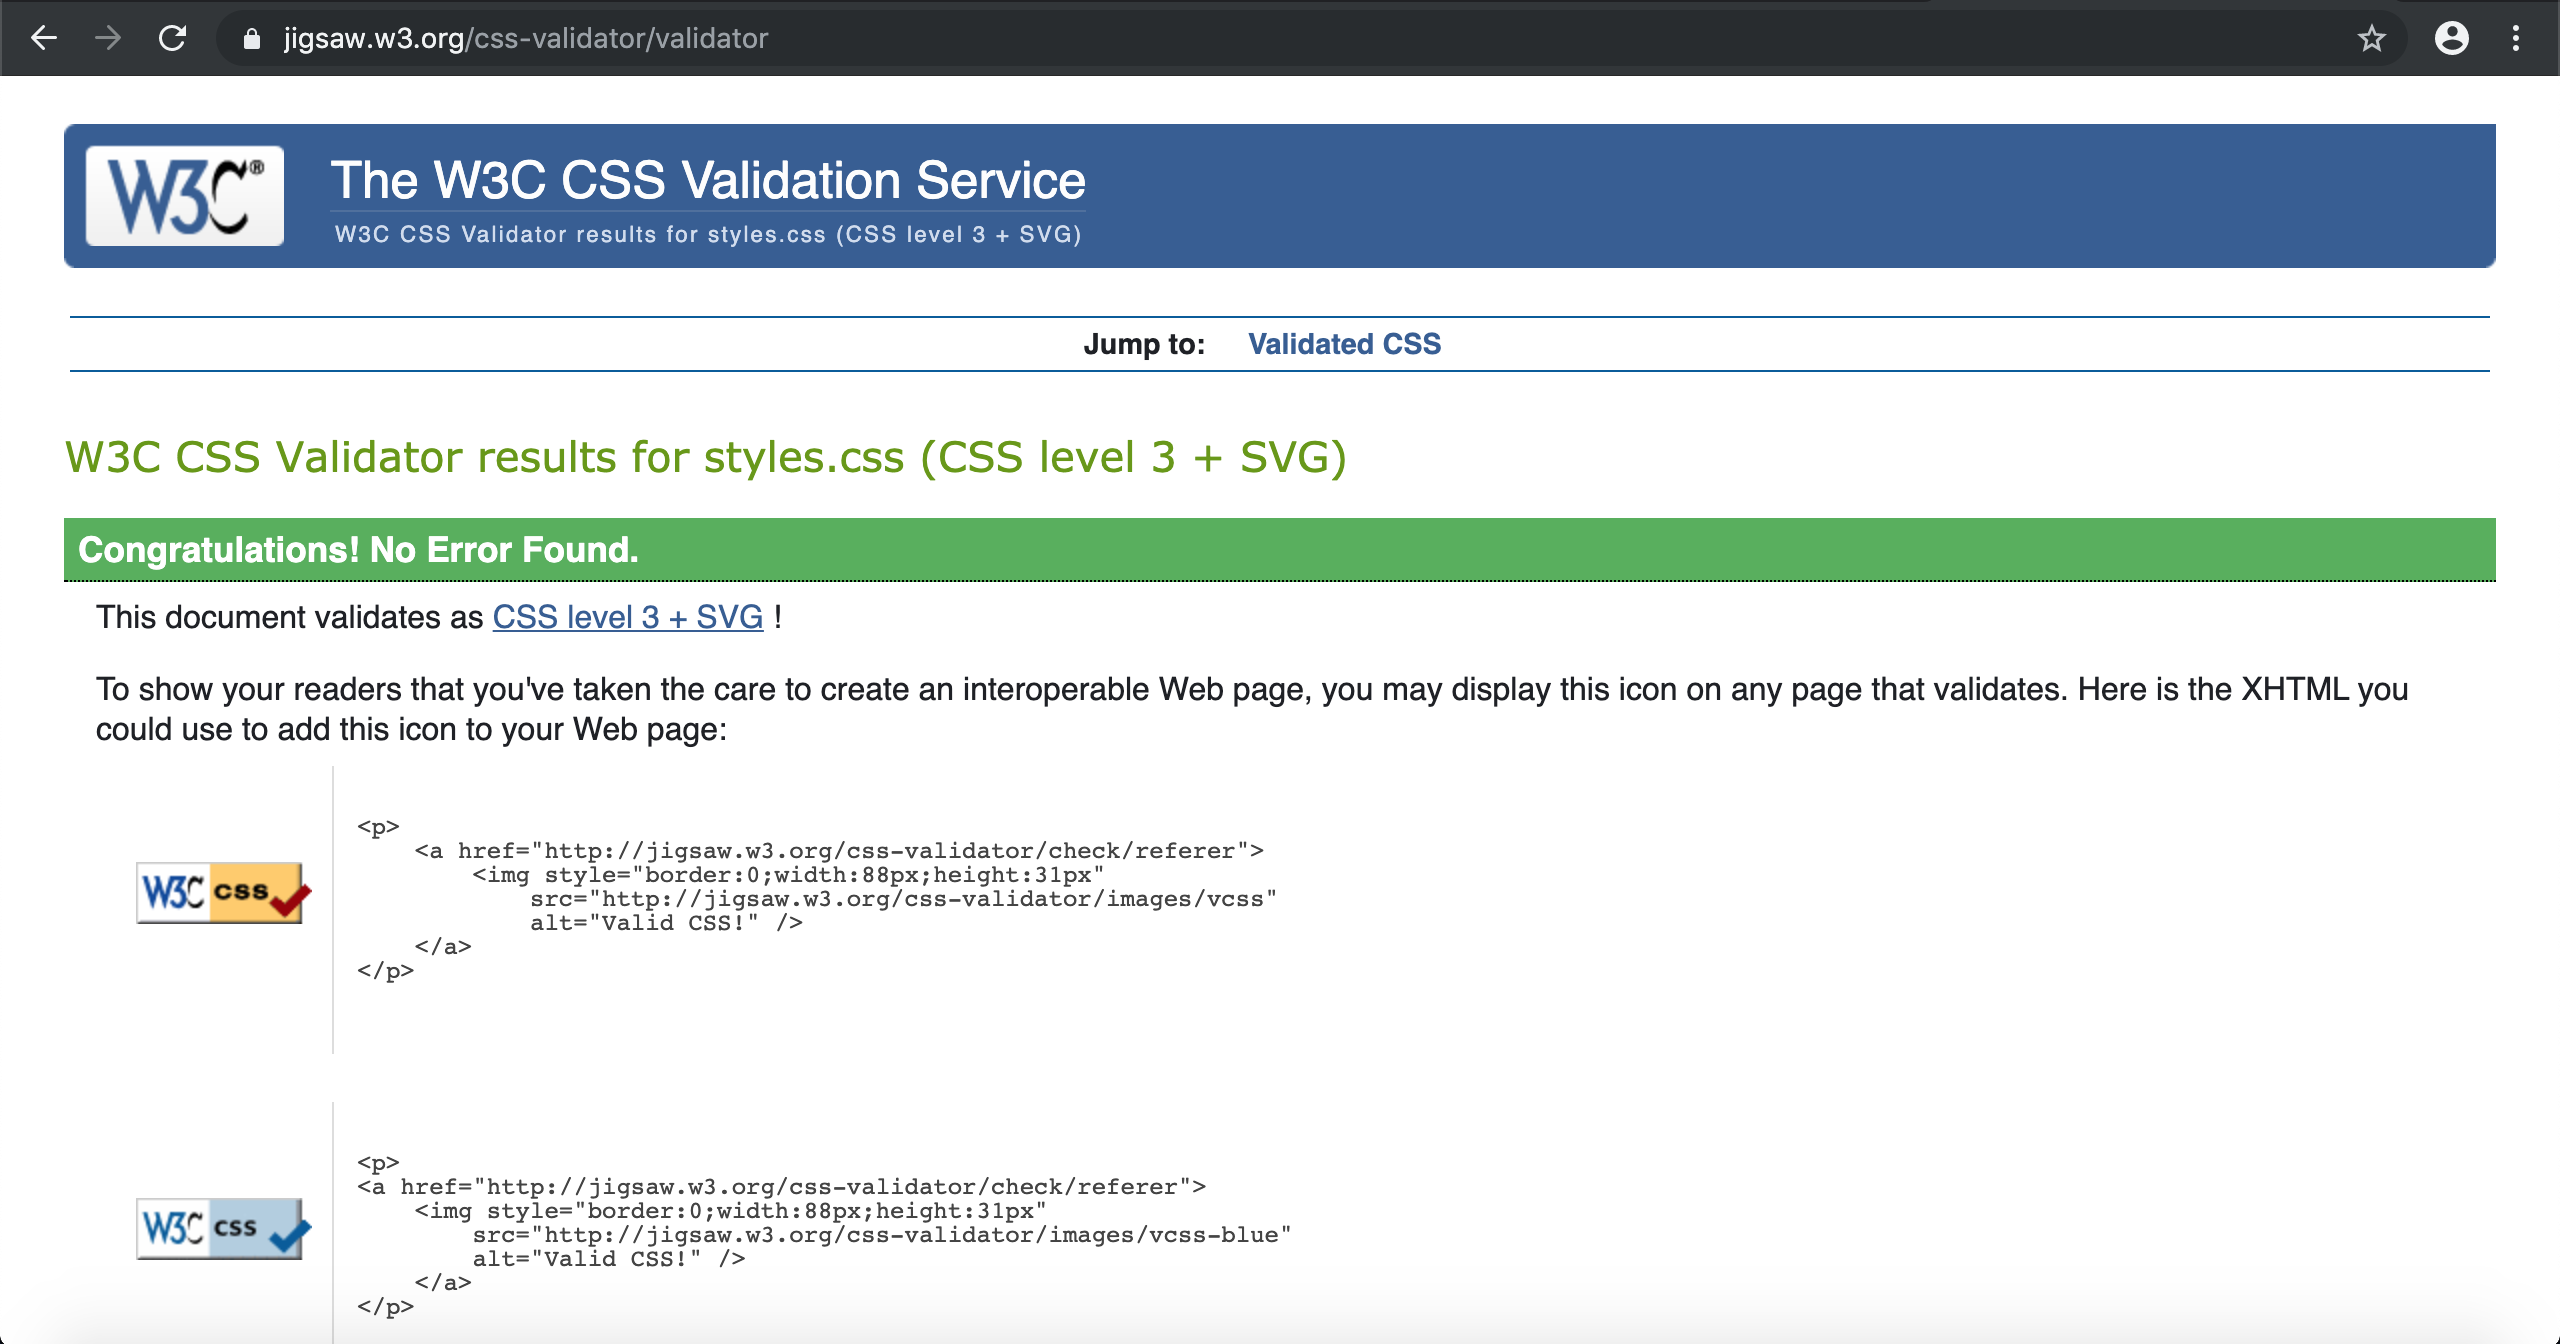 jigsaw.w3.org/css-validator/validator
W3C®
The W3C CSS Validation Service
W3C CSS Validator results for styles.css (CSS level 3 + SVG)
Jump to: Validated CSS
W3C CSS Validator results for styles.css (CSS level 3 + SVG)
Congratulations! No Error Found.
This document validates as CSS level 3 + SVG !
To show your readers that you've taken the care to create an interoperable Web page, you may display this icon on any page that validates. Here is the XHTML you
could use to add this icon to your Web page:
W3C css
<p>
    <a href="http://jigsaw.w3.org/css-validator/check/referer">
        <img style="border:0;width:88px;height:31px"
            src="http://jigsaw.w3.org/css-validator/images/vcss"
            alt="Valid CSS!" />
    </a>
</p>
W3C css
<p>
<a href="http://jigsaw.w3.org/css-validator/check/referer">
    <img style="border:0;width:88px;height:31px"
        src="http://jigsaw.w3.org/css-validator/images/vcss-blue"
        alt="Valid CSS!" />
    </a>
</p>